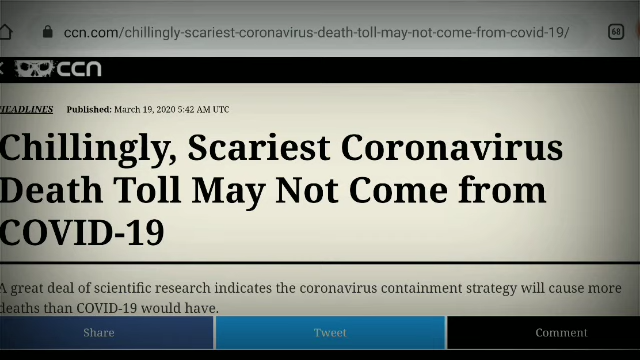 ccn.com/chillingly-scariest-coronavirus-death-toll-may-not-come-from-covid-19/
68
CCN
HEADLINES Published: March 19, 2020 5:42 AM UTC
Chillingly, Scariest Coronavirus
Death Toll May Not Come from
COVID-19
A great deal of scientific research indicates the coronavirus containment strategy will cause more
deaths than COVID-19 would have.
Share Tweet Comment